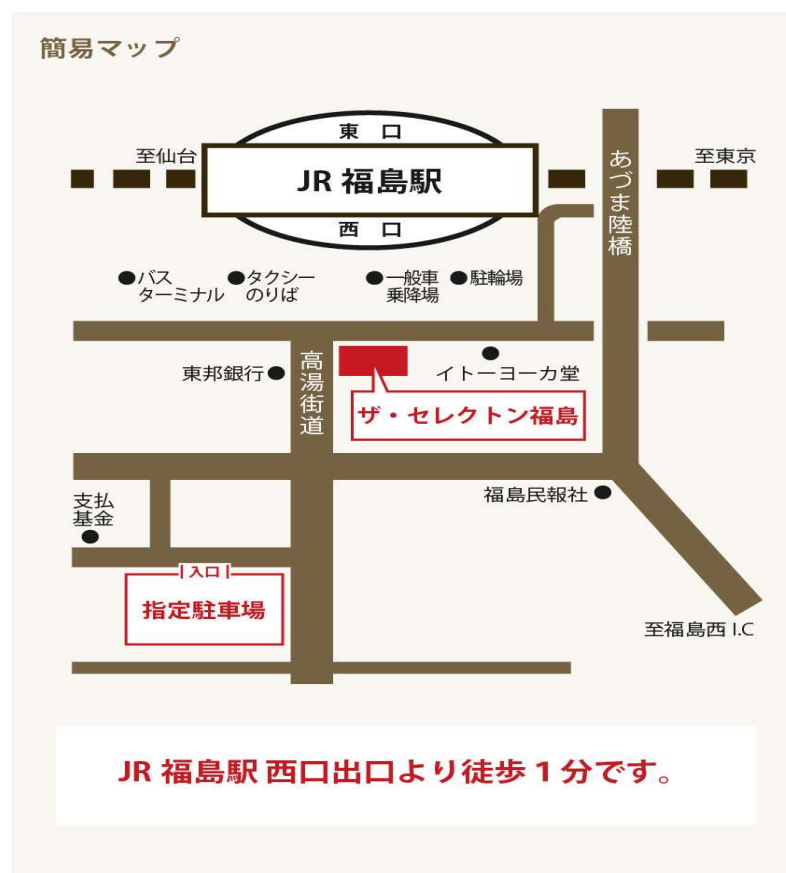 簡易マップ
東 口
至仙台
JR 福島駅
至東京
西 口
あづま陸橋
バス
ターミナル
タクシー
のりば
一般車
乗降場
駐輪場
東邦銀行
高湯街道
イトーヨーカ堂
ザ・セレクトン福島
福島民報社
支払
基金
入口
指定駐車場
至福島西 I.C
JR 福島駅 西口出口より徒歩 1 分です。